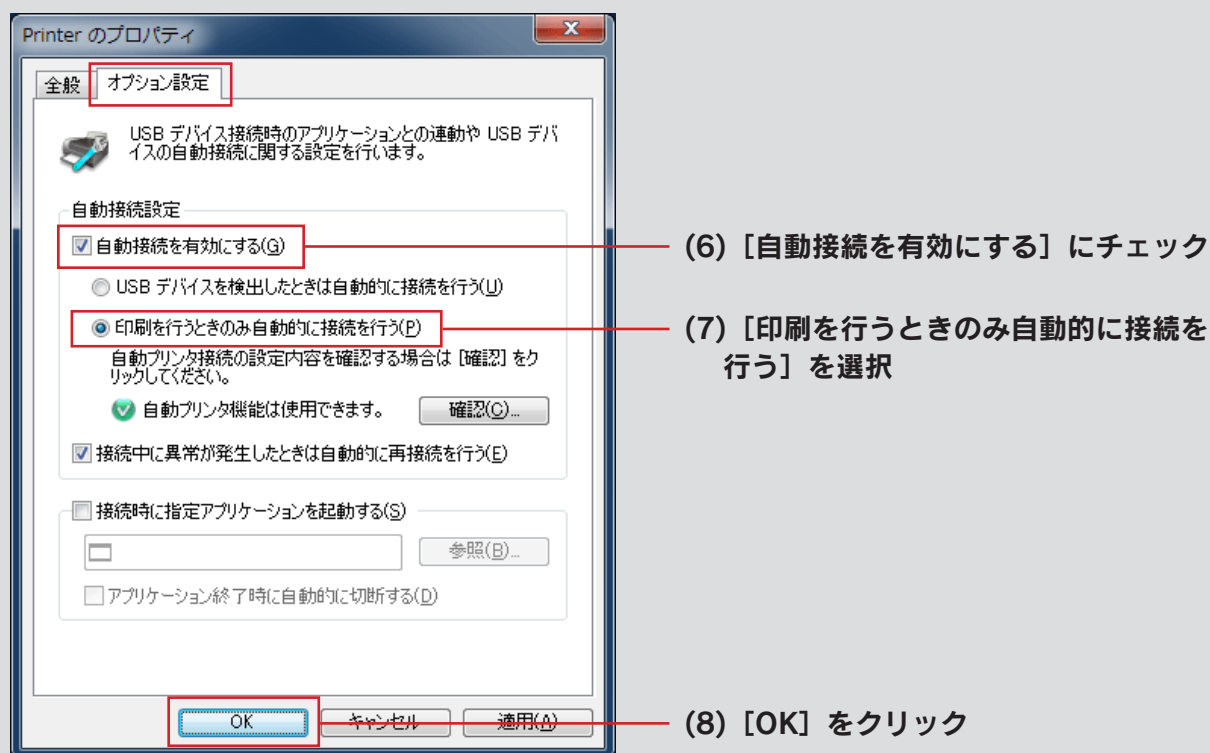 Printer のプロパティ
全般
オプション設定
USB デバイス接続時のアプリケーションとの連動や USB デバ
イスの自動接続に関する設定を行います。
自動接続設定
自動接続を有効にする(G)
(6)［自動接続を有効にする］にチェック
USB デバイスを検出したときは自動的に接続を行う(U)
印刷を行うときのみ自動的に接続を行う(P)
(7)［印刷を行うときのみ自動的に接続を
行う］を選択
自動プリンタ接続の設定内容を確認する場合は [確認] をク
リックしてください。
自動プリンタ機能は使用できます。
確認(C)...
接続中に異常が発生したときは自動的に再接続を行う(E)
接続時に指定アプリケーションを起動する(S)
参照(B)...
アプリケーション終了時に自動的に切断する(D)
OK
キャンセル
適用(A)
(8)［OK］をクリック